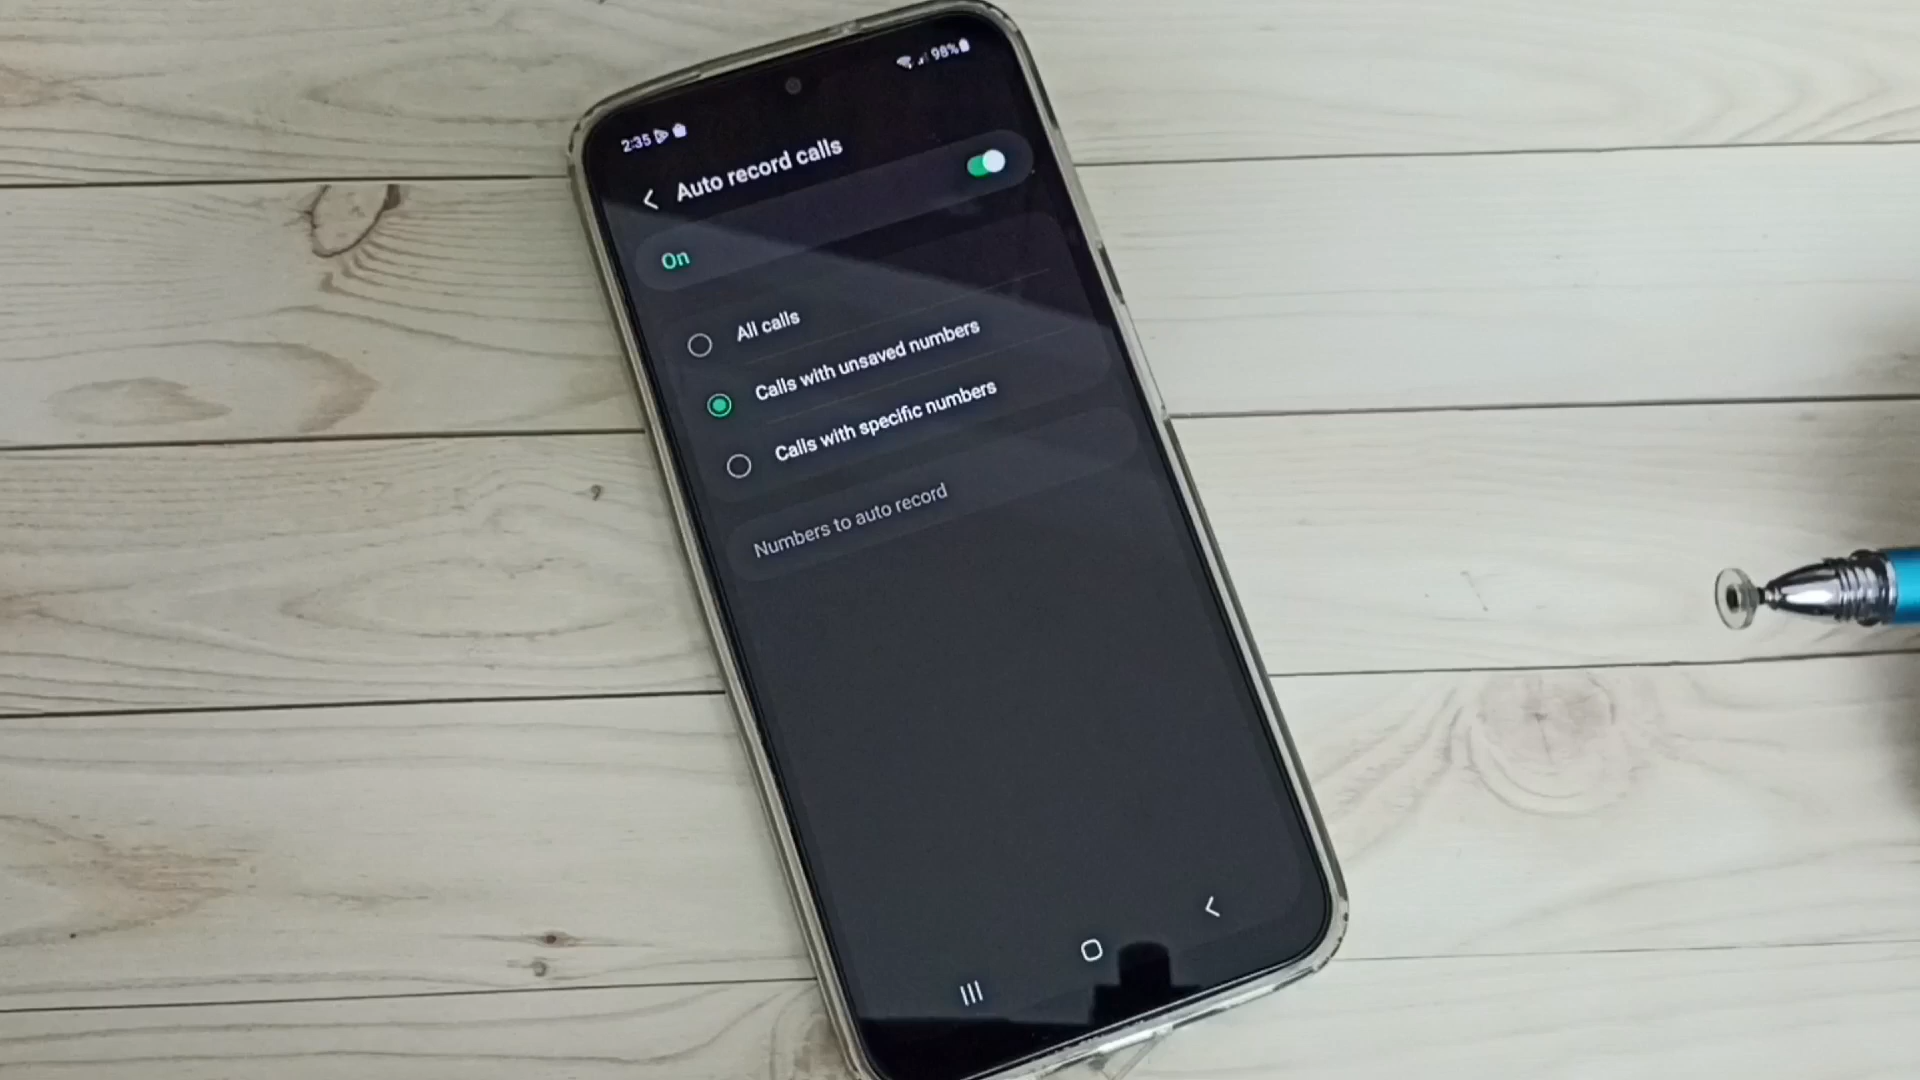 2:35
98%
Auto record calls
On
All calls
Calls with unsaved numbers
Calls with specific numbers
Numbers to auto record